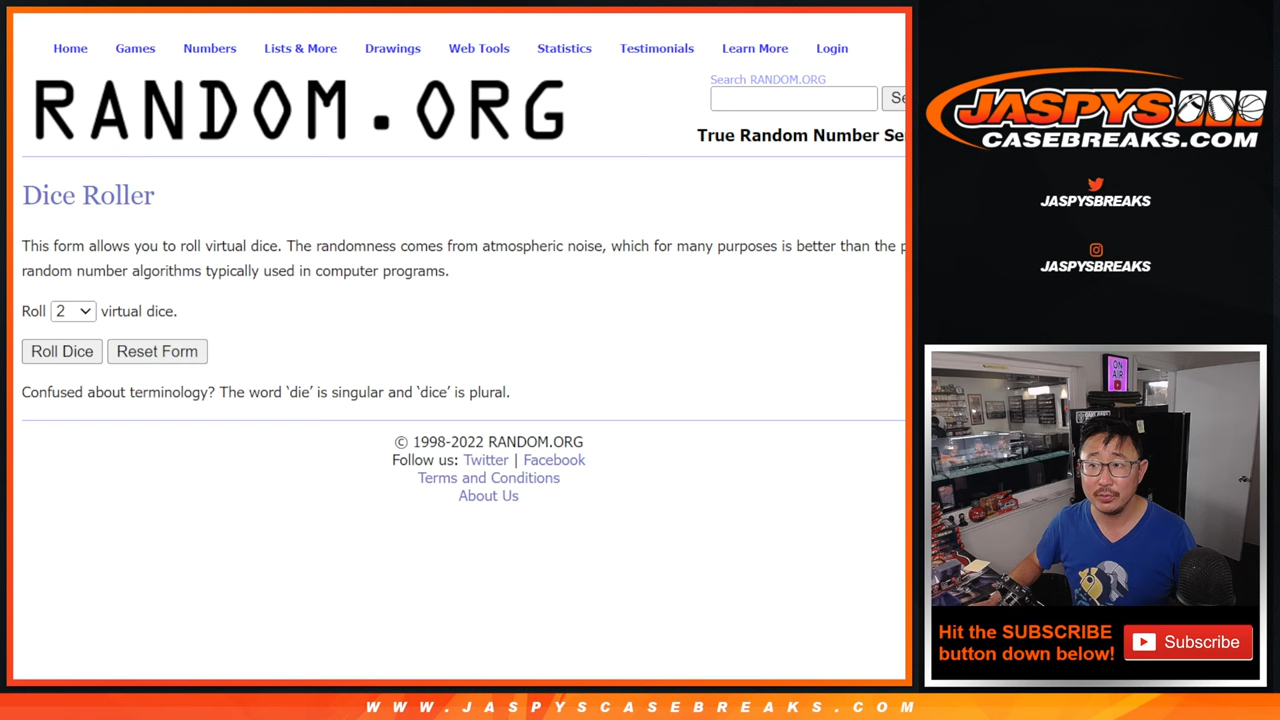 Home Games Numbers Lists & More Drawings Web Tools Statistics Testimonials Learn More Login
RANDOM.ORG
Search RANDOM.ORG
Se
True Random Number Se
Dice Roller
This form allows you to roll virtual dice. The randomness comes from atmospheric noise, which for many purposes is better than the p
random number algorithms typically used in computer programs.
Roll 2 virtual dice.
Roll Dice Reset Form
Confused about terminology? The word ‘die’ is singular and ‘dice’ is plural.
© 1998-2022 RANDOM.ORG
Follow us: Twitter | Facebook
Terms and Conditions
About Us
JASPYS
CASEBREAKS.COM
JASPYSBREAKS
JASPYSBREAKS
ON
AIR
Hit the SUBSCRIBE
button down below!
Subscribe
WWW.JASPYSCASEBREAKS.COM